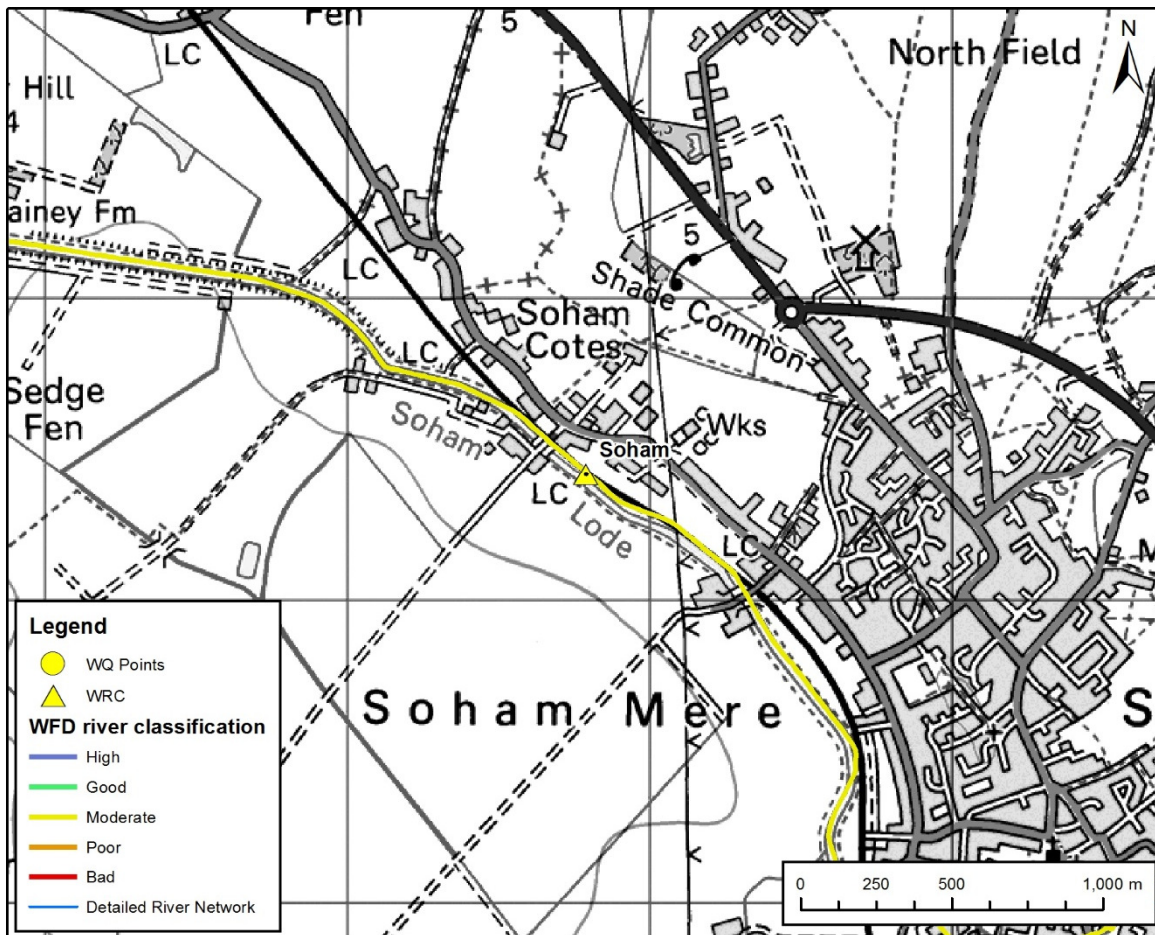 Fen
5
LC
North Field
N
Hill
4
ainey Fm
LC
5
Shade Common
Soham
Cotes
LC
Sedge
Fen
Soham
Wks
Soham
LC
Lode
LC
M
Legend
WQ Points
WRC
WFD river classification
High
Good
Moderate
Poor
Bad
Detailed River Network
Soham Mere
S
0 250 500 1,000 m